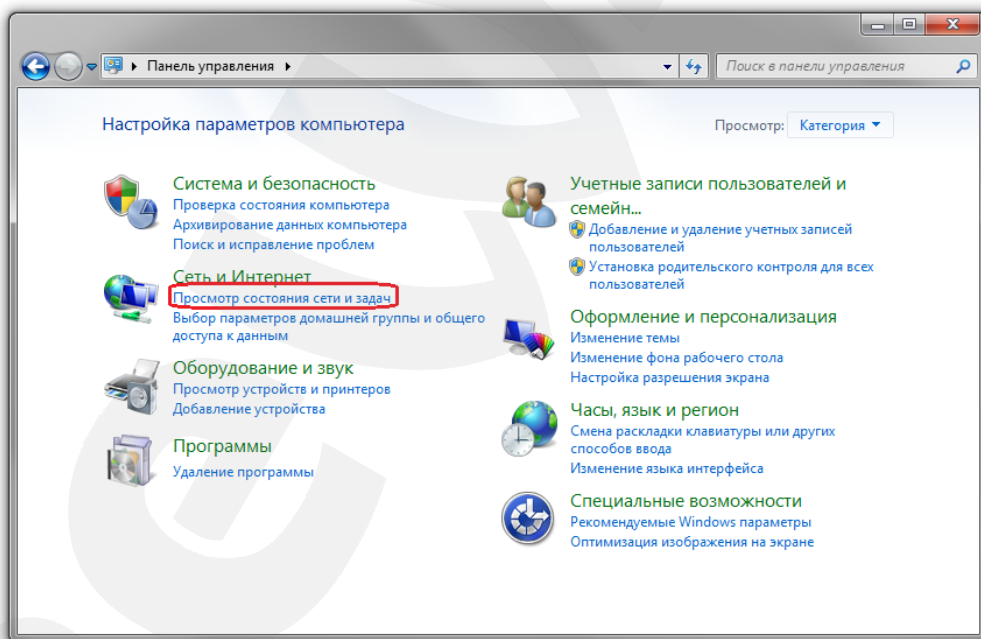 Панель управления
Поиск в панели управления
Настройка параметров компьютера
Просмотр: Категория
Система и безопасность
Проверка состояния компьютера
Архивирование данных компьютера
Поиск и исправление проблем
Сеть и Интернет
Просмотр состояния сети и задач
Выбор параметров домашней группы и общего
доступа к данным
Оборудование и звук
Просмотр устройств и принтеров
Добавление устройства
Программы
Удаление программы
Учетные записи пользователей и
семейн...
Добавление и удаление учетных записей
пользователей
Установка родительского контроля для всех
пользователей
Оформление и персонализация
Изменение темы
Изменение фона рабочего стола
Настройка разрешения экрана
Часы, язык и регион
Смена раскладки клавиатуры или других
способов ввода
Изменение языка интерфейса
Специальные возможности
Рекомендуемые Windows параметры
Оптимизация изображения на экране